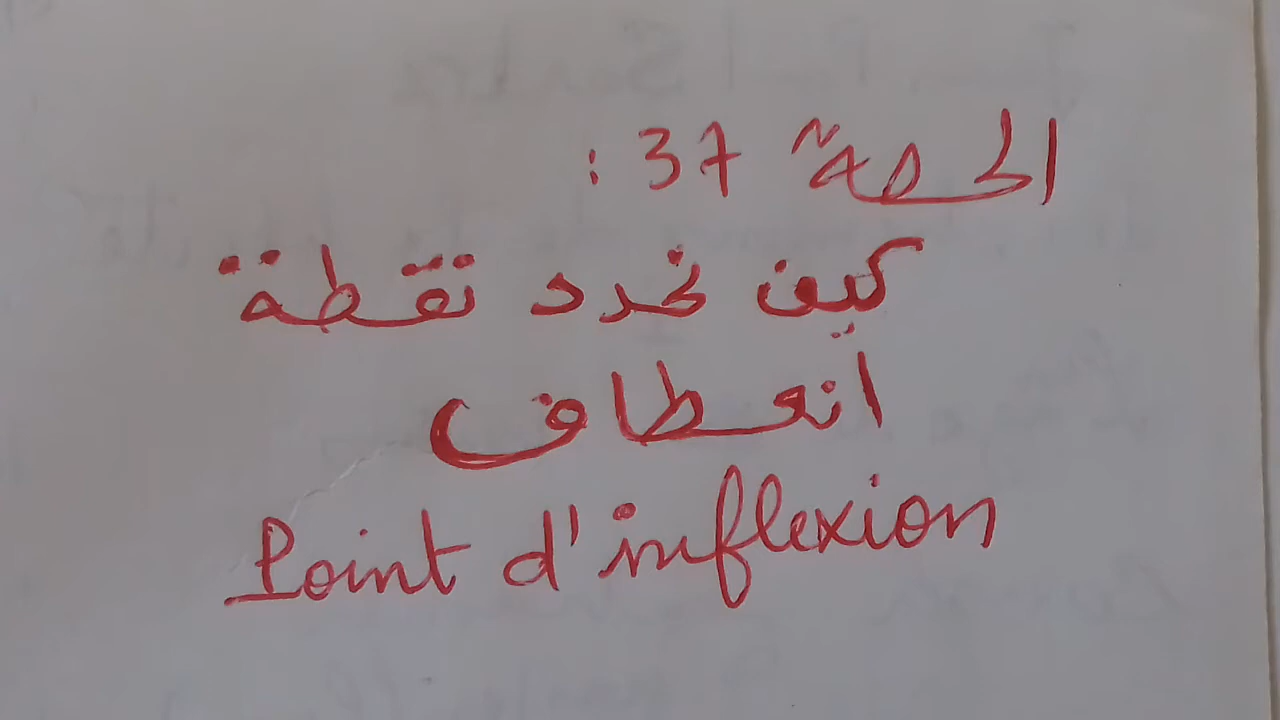 الحصة 37 :
كيف نحدد نقطة
انعطاف
Point d'inflexion